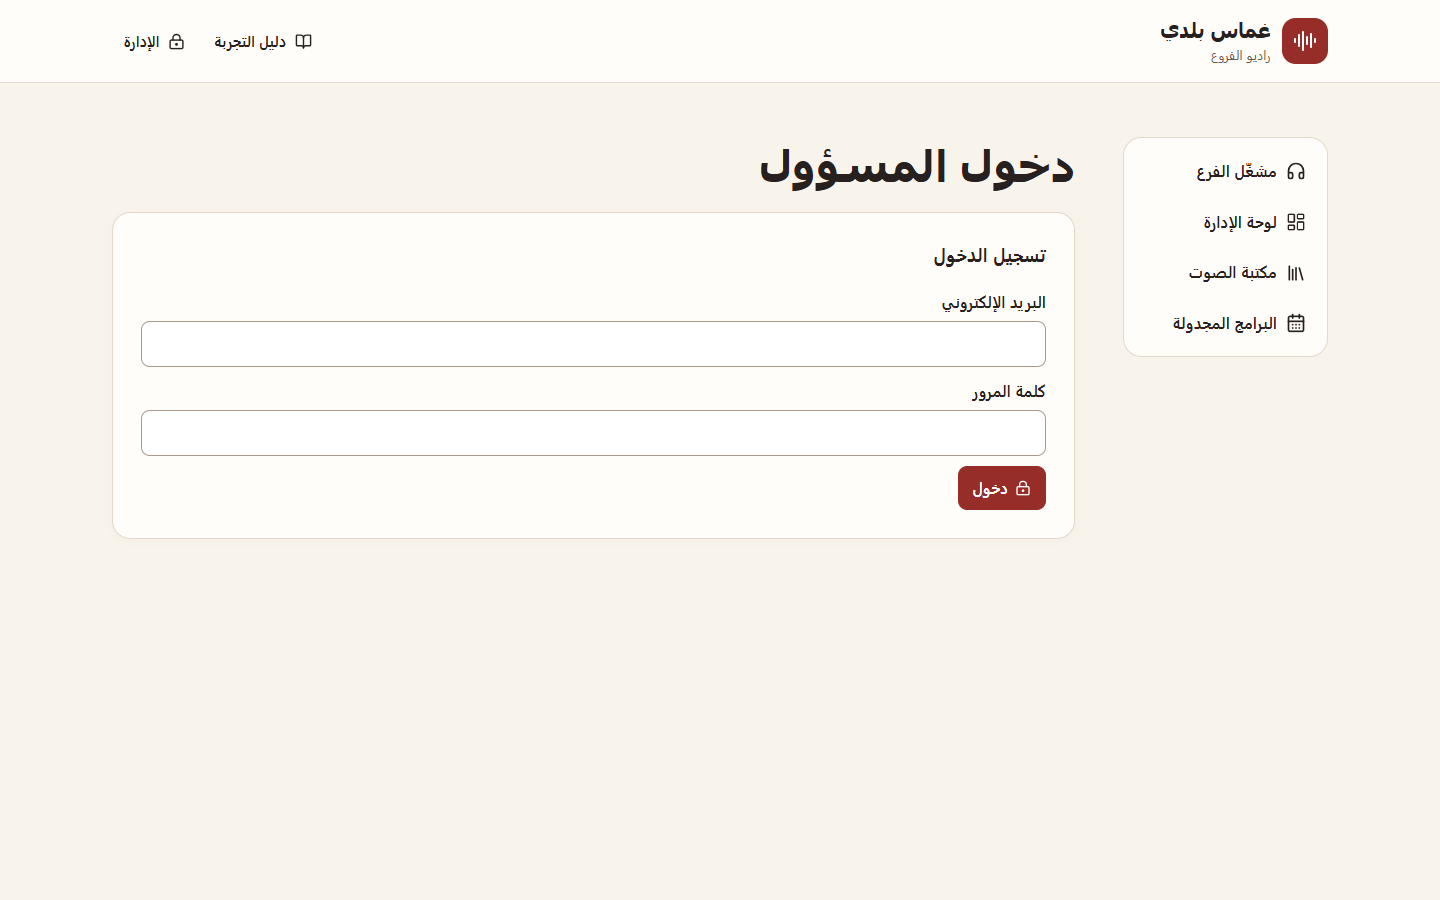 غماس بلدي
راديو الفروع
دليل التجربة
الإدارة
مشغّل الفرع
لوحة الإدارة
مكتبة الصوت
البرامج المجدولة
دخول المسؤول
تسجيل الدخول
البريد الإلكتروني
كلمة المرور
دخول